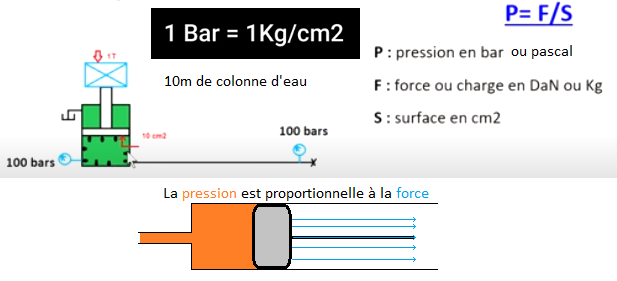 P= F/S
1 Bar = 1Kg/cm2
P : pression en bar ou pascal
1T
10m de colonne d'eau
F : force ou charge en DaN ou Kg
S : surface en cm2
10 cm2
100 bars
100 bars
La pression est proportionnelle à la force